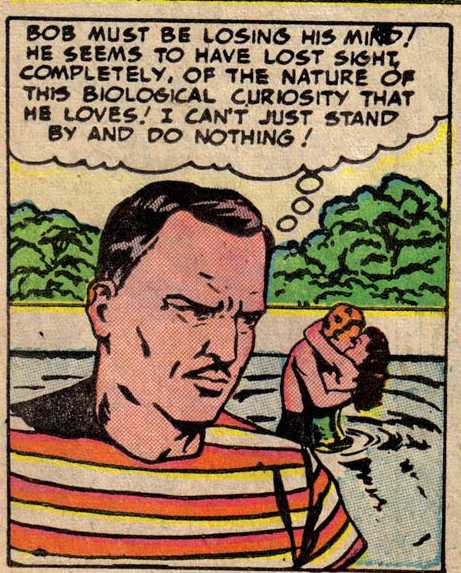 BOB MUST BE LOSING HIS MIND!
HE SEEMS TO HAVE LOST SIGHT,
COMPLETELY, OF THE NATURE OF
THIS BIOLOGICAL CURIOSITY THAT
HE LOVES! I CAN'T JUST STAND
BY AND DO NOTHING!